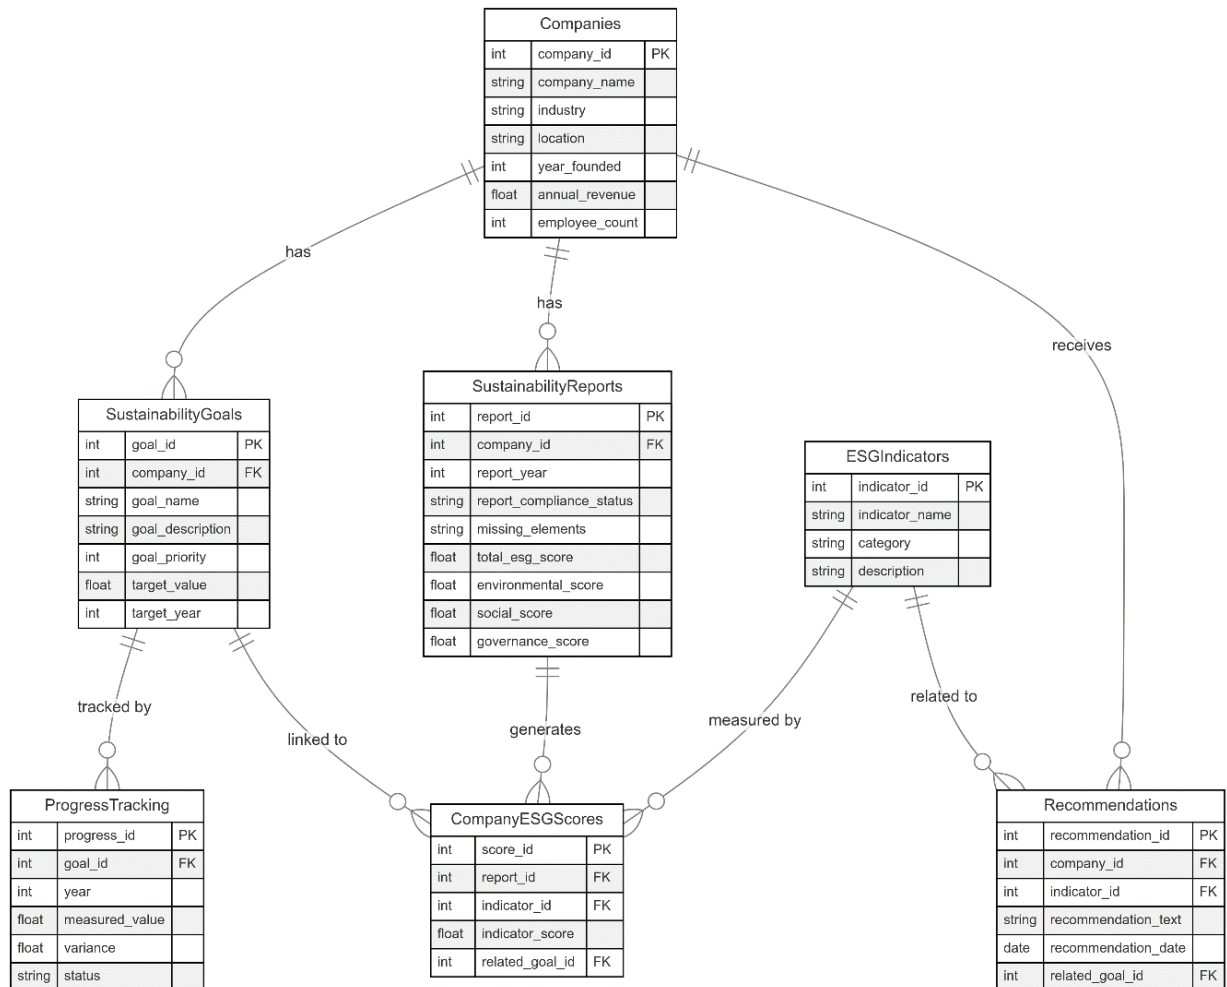 Companies
int company_id PK
string company_name
string industry
string location
int year_founded
float annual_revenue
int employee_count
has
has
receives
SustainabilityGoals
int goal_id PK
int company_id FK
string goal_name
string goal_description
int goal_priority
float target_value
int target_year
SustainabilityReports
int report_id PK
int company_id FK
int report_year
string report_compliance_status
string missing_elements
float total_esg_score
float environmental_score
float social_score
float governance_score
ESGIndicators
int indicator_id PK
string indicator_name
string category
string description
tracked by
linked to
generates
measured by
related to
ProgressTracking
int progress_id PK
int goal_id FK
int year
float measured_value
float variance
string status
CompanyESGScores
int score_id PK
int report_id FK
int indicator_id FK
float indicator_score
int related_goal_id FK
Recommendations
int recommendation_id PK
int company_id FK
int indicator_id FK
string recommendation_text
date recommendation_date
int related_goal_id FK